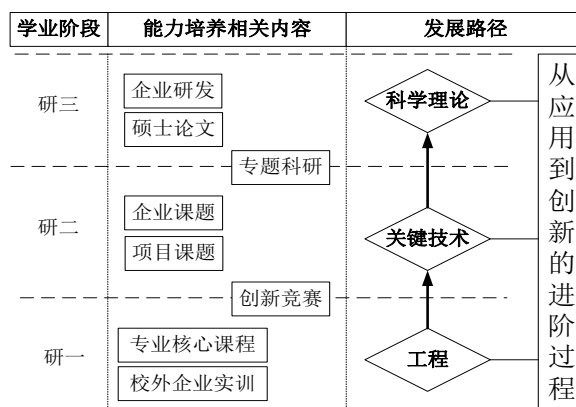 学业阶段 能力培养相关内容 发展路径
研三
企业研发
硕士论文
科学理论
专题科研
研二
企业课题
项目课题
关键技术
创新竞赛
研一
专业核心课程
校外企业实训
工程
从应用到创新的进阶过程